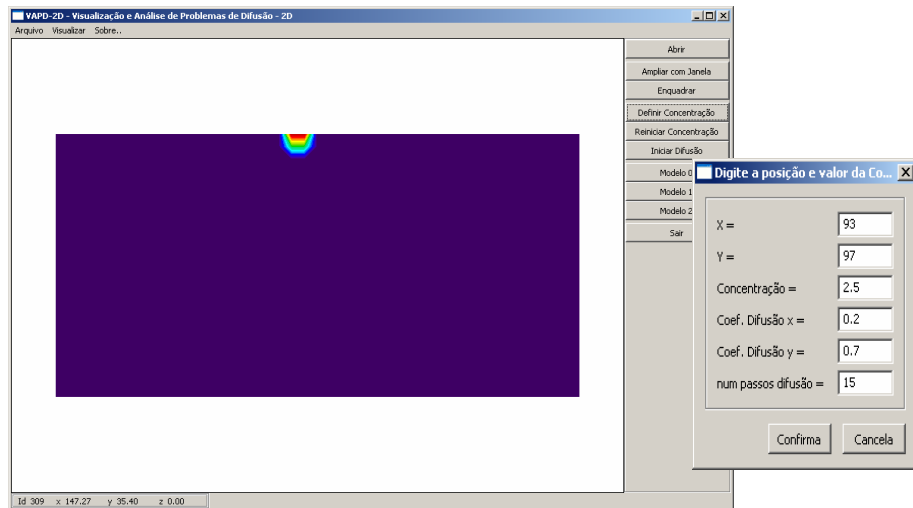 VAPD-2D - Visualização e Análise de Problemas de Difusão - 2D
Arquivo Visualizar Sobre..
Abrir
Ampliar com Janela
Enquadrar
Definir Concentração
Reiniciar Concentração
Iniciar Difusão
Modelo 0
Modelo 1
Modelo 2
Sair
Digite a posição e valor da Co...
X = 93
Y = 97
Concentração = 2.5
Coef. Difusão x = 0.2
Coef. Difusão y = 0.7
num passos difusão = 15
Confirma Cancela
Id 309 x 147.27 y 35.40 z 0.00